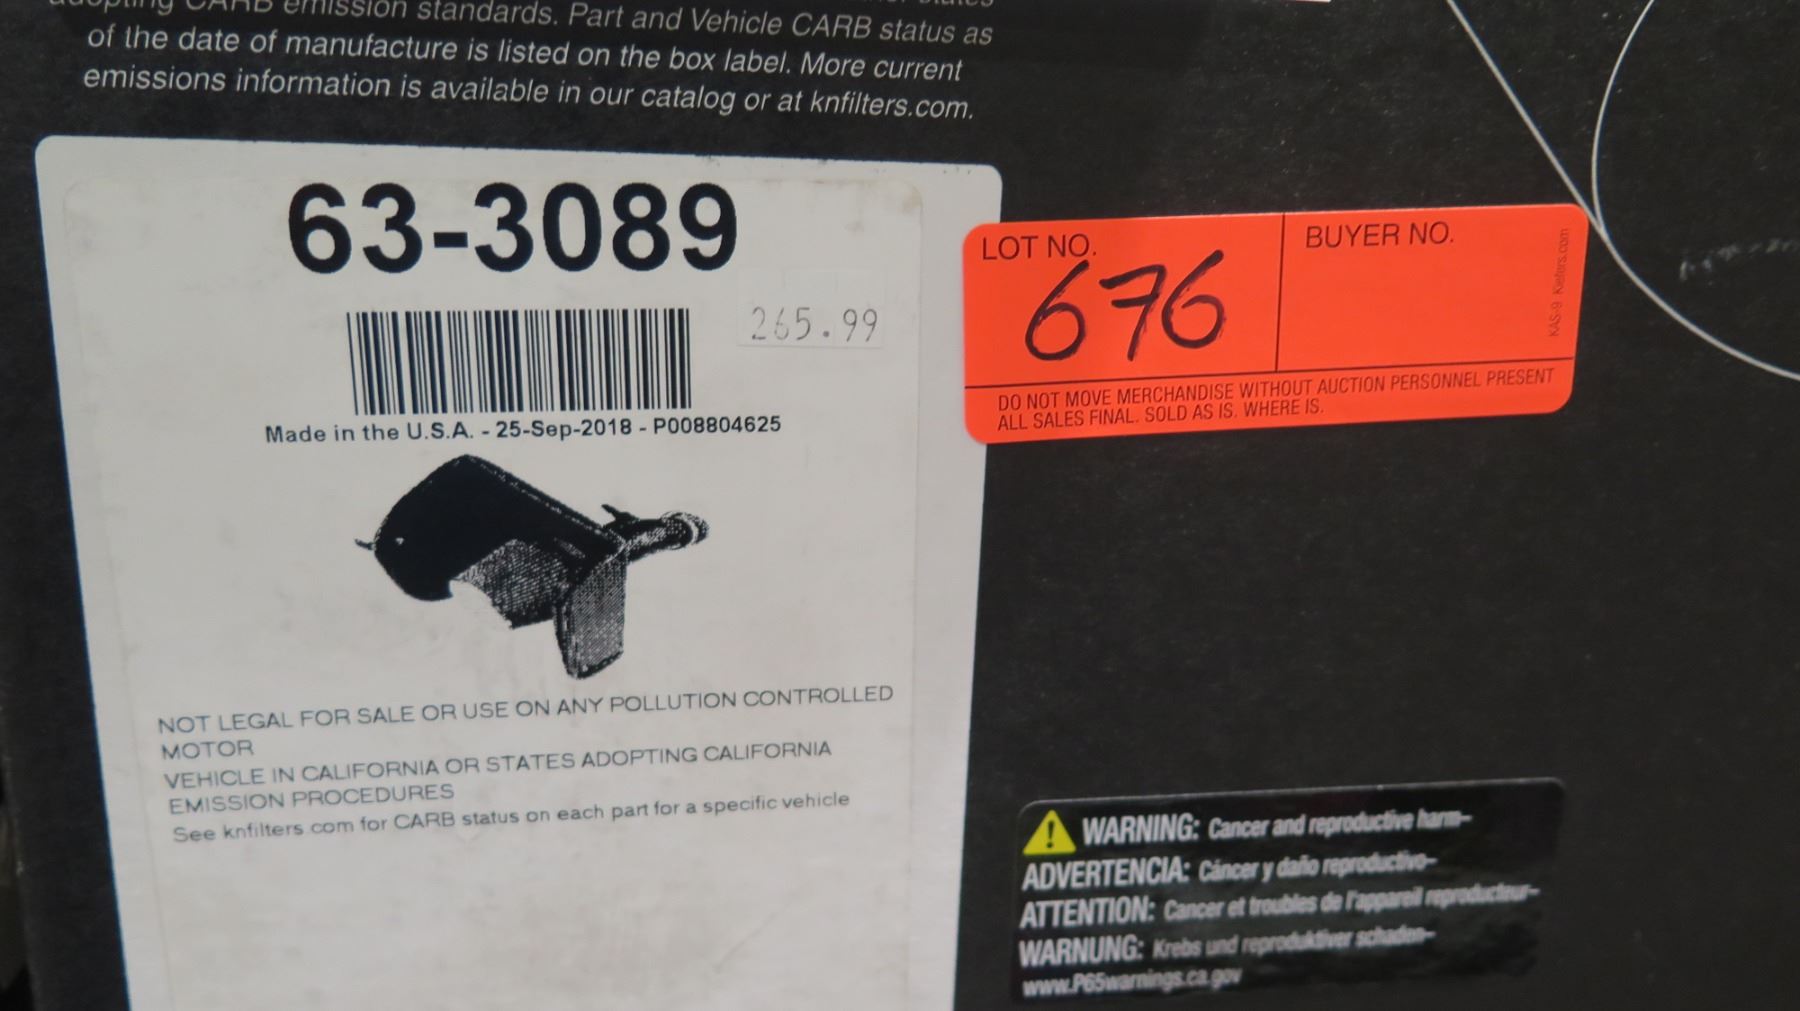 CARB emission standards. Part and Vehicle CARB status as
of the date of manufacture is listed on the box label. More current
emissions information is available in our catalog or at knfilters.com.
63-3089
265.99
Made in the U.S.A. - 25-Sep-2018 - P008804625
NOT LEGAL FOR SALE OR USE ON ANY POLLUTION CONTROLLED
MOTOR
VEHICLE IN CALIFORNIA OR STATES ADOPTING CALIFORNIA
EMISSION PROCEDURES
See knfilters.com for CARB status on each part for a specific vehicle
LOT NO.
676
BUYER NO.
KAS-9 Kiefers.com
DO NOT MOVE MERCHANDISE WITHOUT AUCTION PERSONNEL PRESENT
ALL SALES FINAL. SOLD AS IS. WHERE IS.
WARNING: Cancer and reproductive harm-
ADVERTENCIA: Cáncer y daño reproductivo-
ATTENTION: Cancer et troubles de l'appareil reproducteur-
WARNUNG: Krebs und reproduktiver schaden-
www.P65warnings.ca.gov